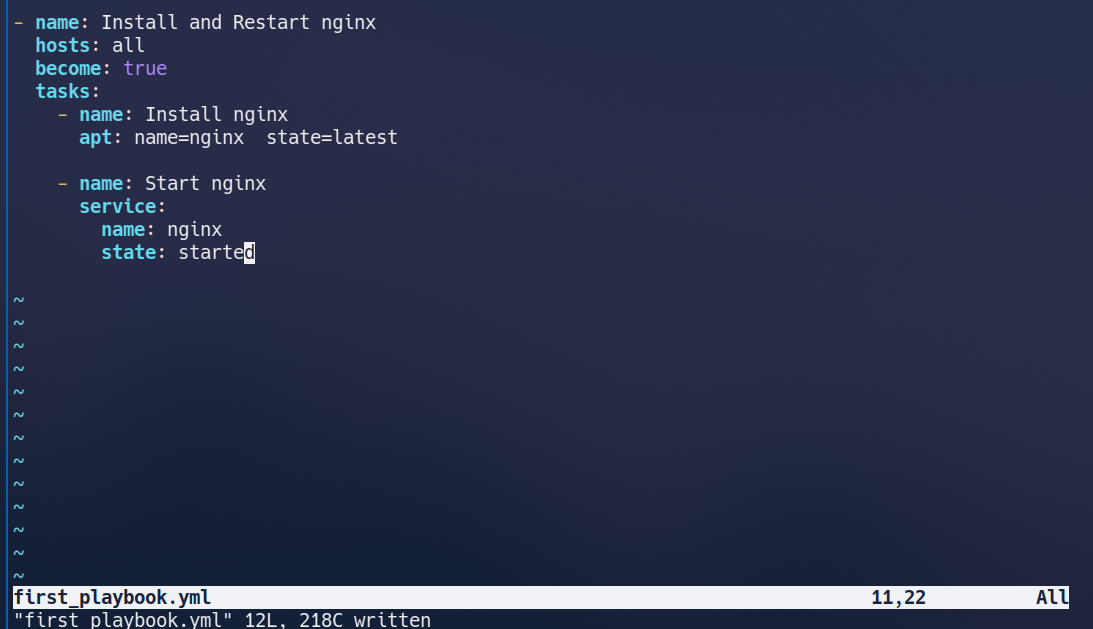 - name: Install and Restart nginx
  hosts: all
  become: true
  tasks:
    - name: Install nginx
      apt: name=nginx  state=latest

    - name: Start nginx
      service:
        name: nginx
        state: started

~
~
~
~
~
~
~
~
~
~
~
~
~
first_playbook.yml 11,22 All
"first_playbook.yml" 12L, 218C written